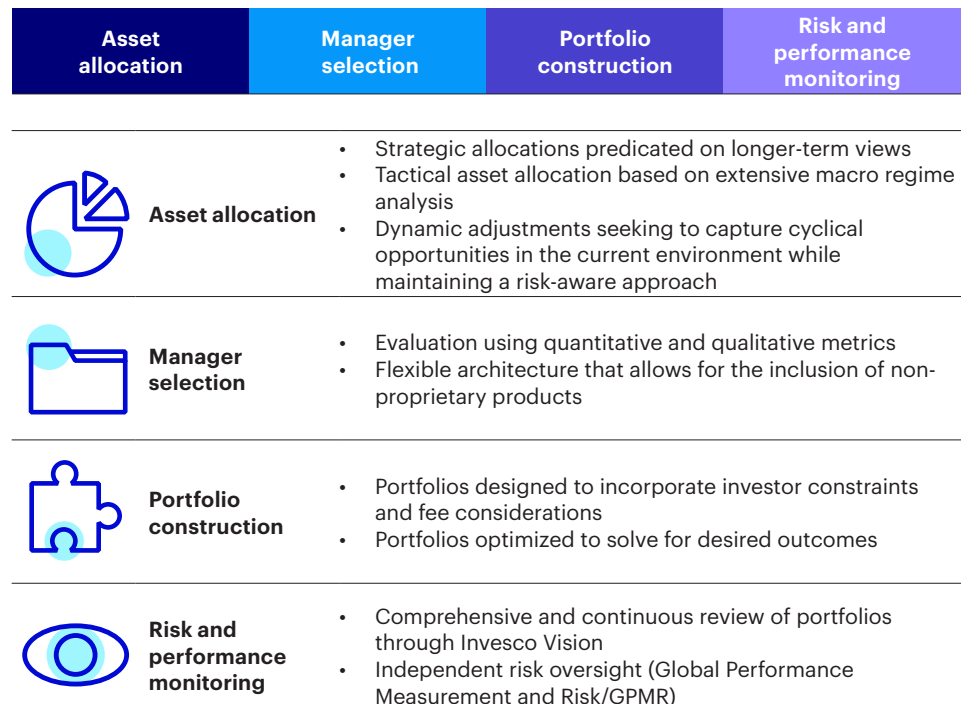 Asset
allocation
Manager
selection
Portfolio
construction
Risk and
performance
monitoring
Asset allocation
• Strategic allocations predicated on longer-term views
• Tactical asset allocation based on extensive macro regime
analysis
• Dynamic adjustments seeking to capture cyclical
opportunities in the current environment while
maintaining a risk-aware approach
Manager
selection
• Evaluation using quantitative and qualitative metrics
• Flexible architecture that allows for the inclusion of non-
proprietary products
Portfolio
construction
• Portfolios designed to incorporate investor constraints
and fee considerations
• Portfolios optimized to solve for desired outcomes
Risk and
performance
monitoring
• Comprehensive and continuous review of portfolios
through Invesco Vision
• Independent risk oversight (Global Performance
Measurement and Risk/GPMR)